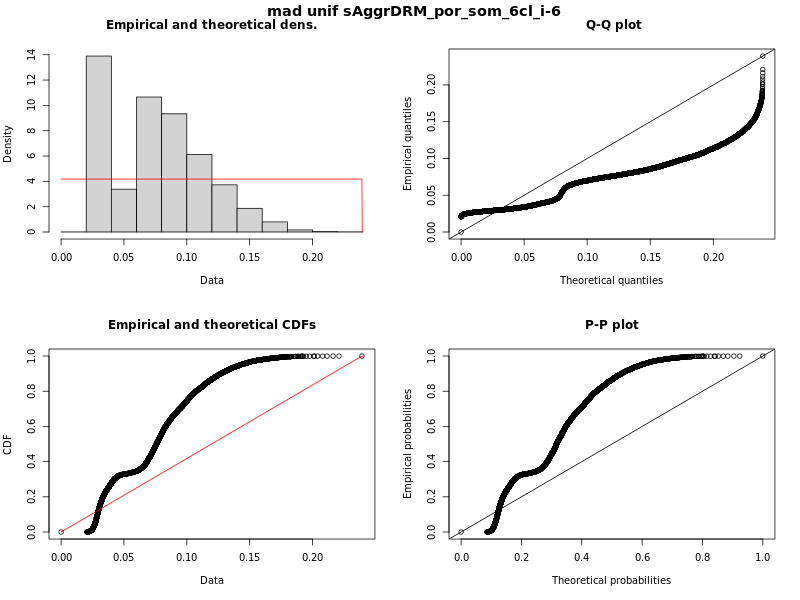 mad unif sAggrDRM_por_som_6cl_i-6
Empirical and theoretical dens.
Density
0 2 4 6 8 10 12 14
0.00 0.05 0.10 0.15 0.20
Data
Q-Q plot
Empirical quantiles
0.00 0.05 0.10 0.15 0.20
0.00 0.05 0.10 0.15 0.20
Theoretical quantiles
Empirical and theoretical CDFs
CDF
0.0 0.2 0.4 0.6 0.8 1.0
0.00 0.05 0.10 0.15 0.20
Data
P-P plot
Empirical probabilities
0.0 0.2 0.4 0.6 0.8 1.0
0.0 0.2 0.4 0.6 0.8 1.0
Theoretical probabilities